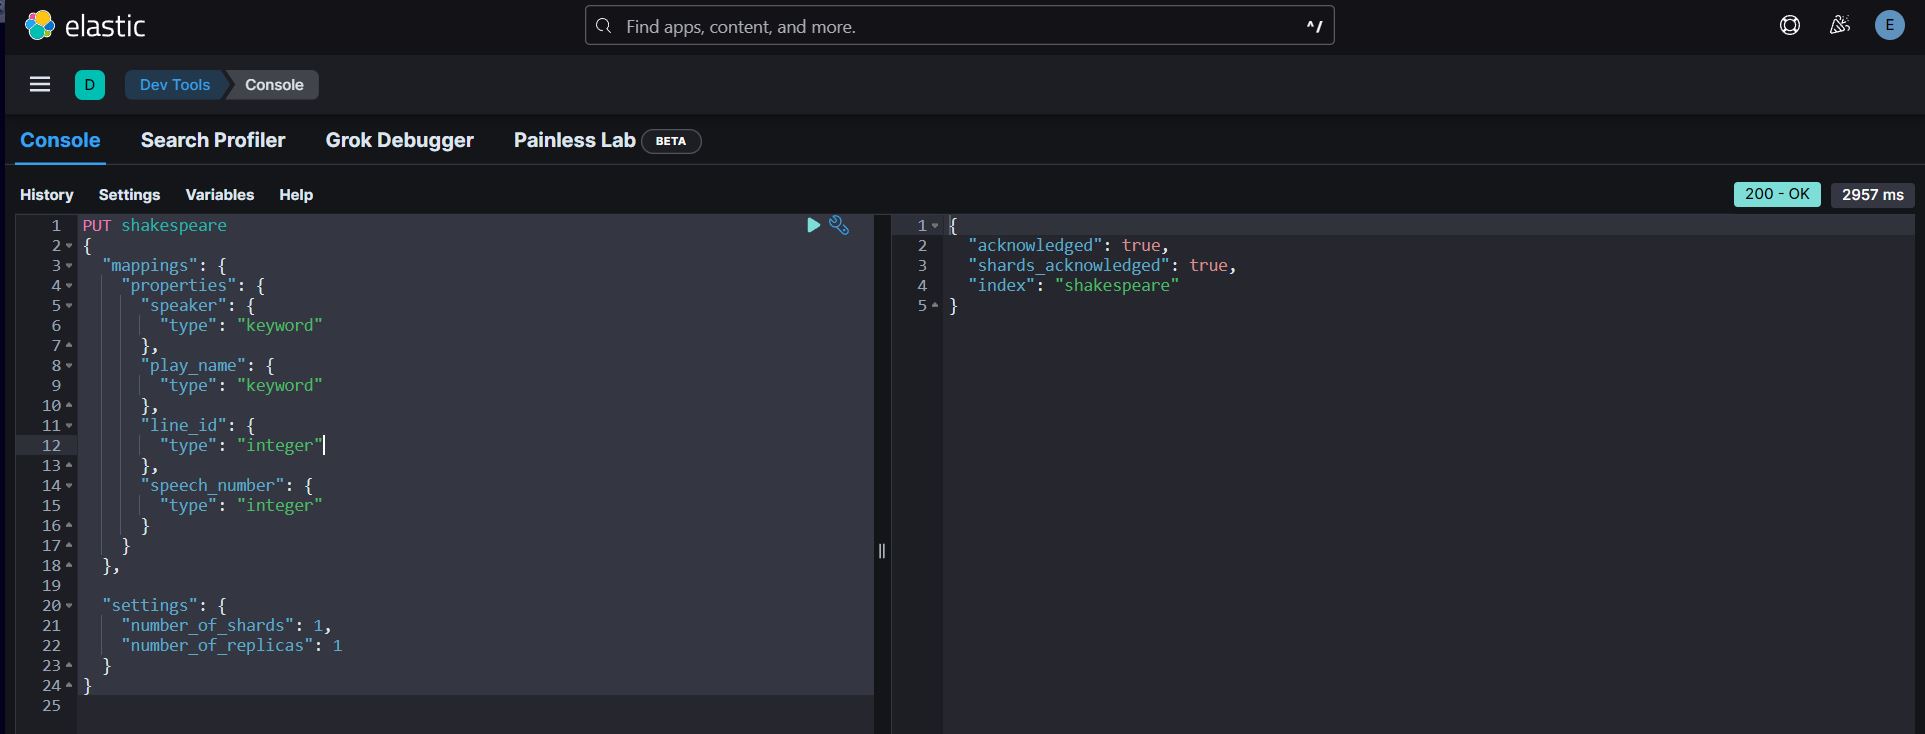 elastic
Find apps, content, and more.
^/
E
D
Dev Tools
Console
Console
Search Profiler
Grok Debugger
Painless Lab
BETA
History
Settings
Variables
Help
200 - OK
2957 ms
1 PUT shakespeare
2 {
3   "mappings": {
4     "properties": {
5       "speaker": {
6         "type": "keyword"
7       },
8       "play_name": {
9         "type": "keyword"
10       },
11       "line_id": {
12         "type": "integer"
13       },
14       "speech_number": {
15         "type": "integer"
16       }
17     }
18   },
19
20   "settings": {
21     "number_of_shards": 1,
22     "number_of_replicas": 1
23   }
24 }
25
1 {
2   "acknowledged": true,
3   "shards_acknowledged": true,
4   "index": "shakespeare"
5 }